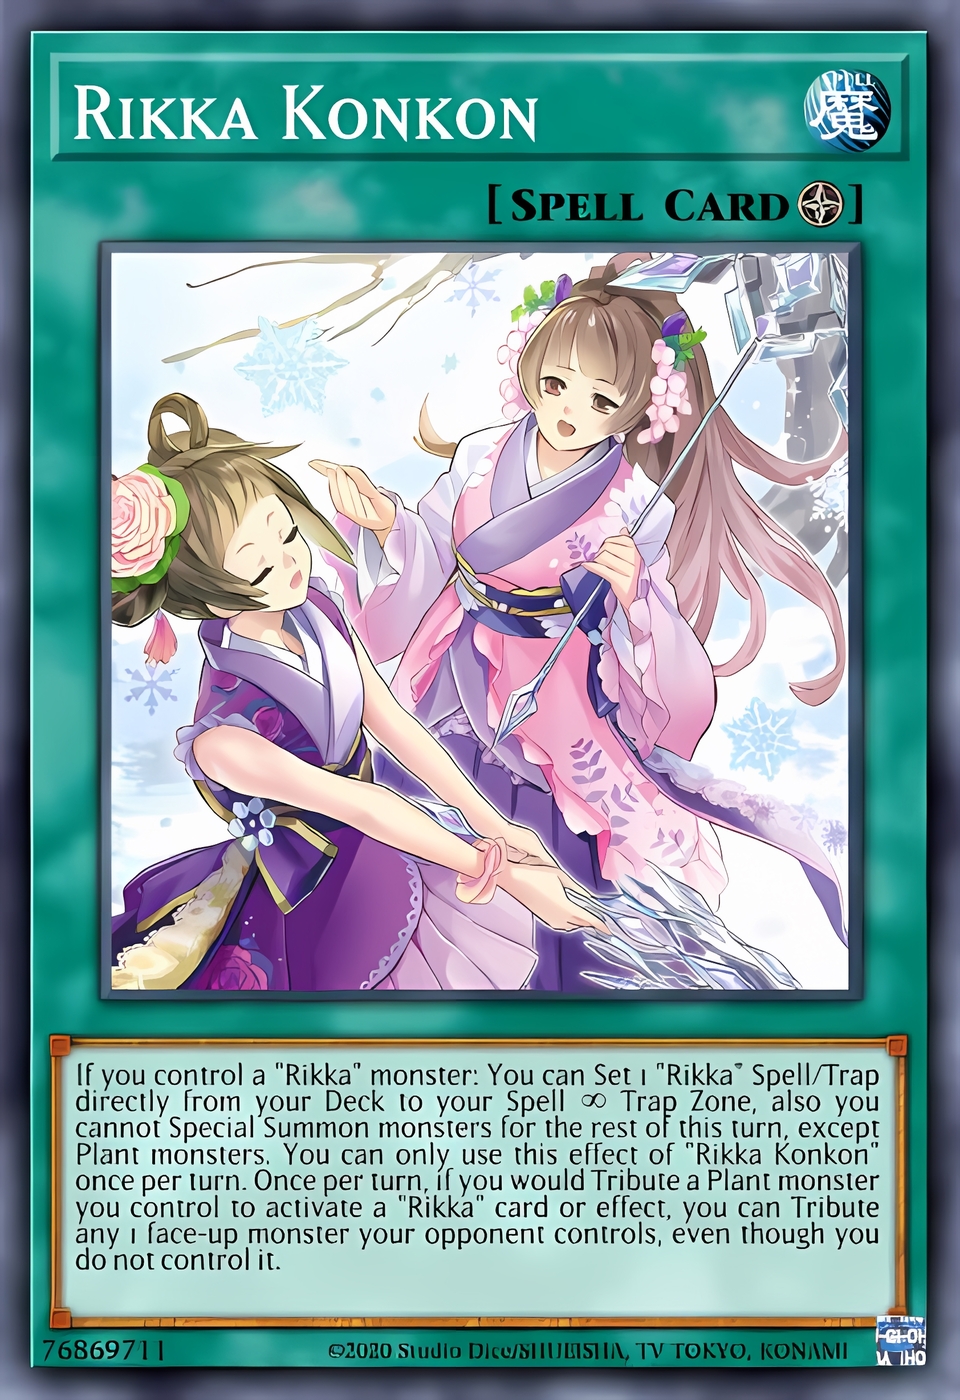 RIKKA KONKON
魔
[SPELL CARD]
If you control a "Rikka" monster: You can Set 1 "Rikka" Spell/Trap
directly from your Deck to your Spell ∞ Trap Zone, also you
cannot Special Summon monsters for the rest of this turn, except
Plant monsters. You can only use this effect of "Rikka Konkon"
once per turn. Once per turn, if you would Tribute a Plant monster
you control to activate a "Rikka" card or effect, you can Tribute
any 1 face-up monster your opponent controls, even though you
do not control it.
76869711
©2020 Studio Dice/SHUEISHA, TV TOKYO, KONAMI